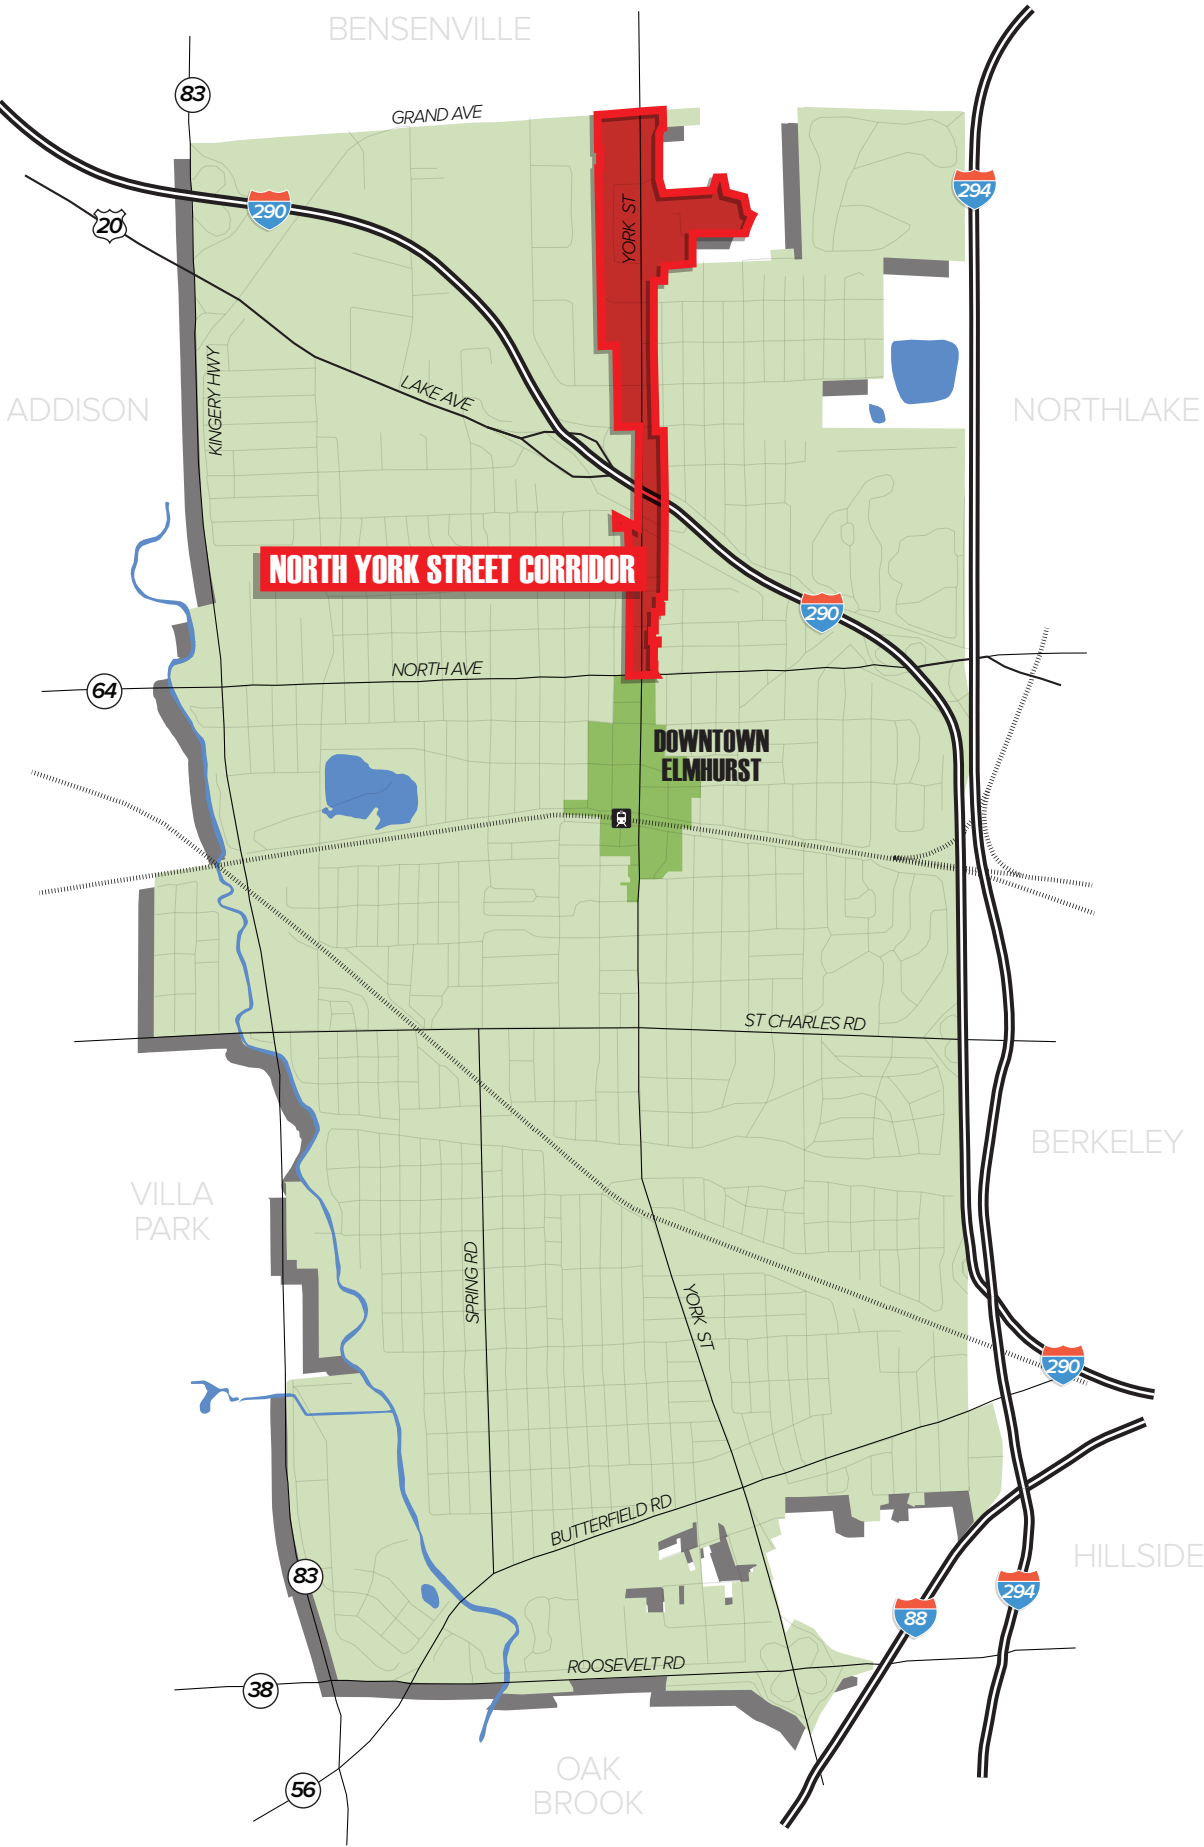 BENSENVILLE
83
GRAND AVE
290
294
20
YORK ST
KINGERY HWY
LAKE AVE
ADDISON
NORTHLAKE
NORTH YORK STREET CORRIDOR
290
NORTH AVE
64
DOWNTOWN
ELMHURST
ST CHARLES RD
BERKELEY
VILLA
PARK
SPRING RD
YORK ST
290
BUTTERFIELD RD
HILLSIDE
83
294
88
ROOSEVELT RD
38
OAK
BROOK
56